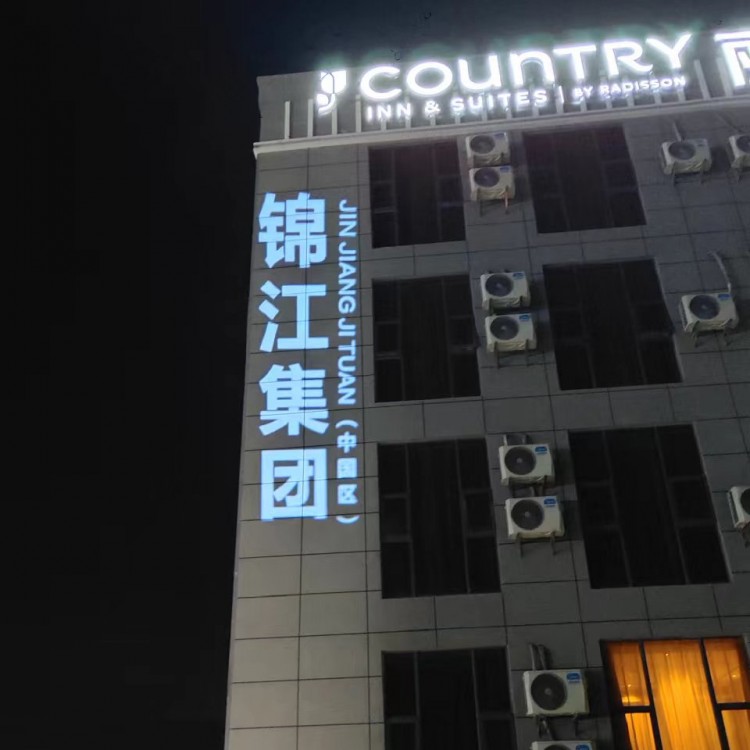 COUNTRY
INN & SUITES | BY RADISSON
锦江集团
JIN JIANG JI TUAN（中国区）